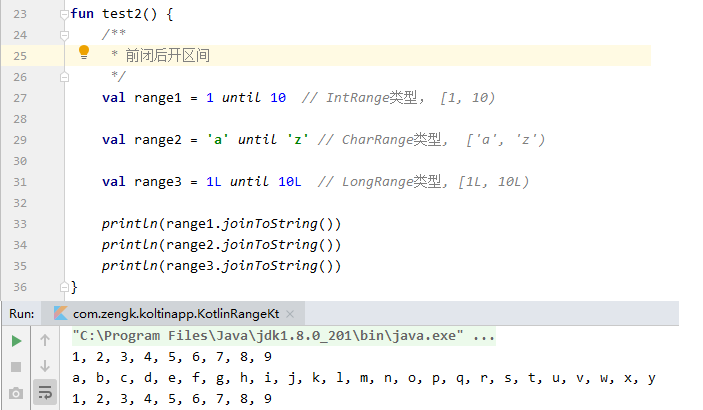 23 fun test2() {
24 /**
25 * 前闭后开区间
26 */
27 val range1 = 1 until 10 // IntRange类型, [1, 10)
28
29 val range2 = 'a' until 'z' // CharRange类型, ['a', 'z')
30
31 val range3 = 1L until 10L // LongRange类型, [1L, 10L)
32
33 println(range1.joinToString())
34 println(range2.joinToString())
35 println(range3.joinToString())
36 }
Run: com.zengk.koltinapp.KotlinRangeKt ×
"C:\Program Files\Java\jdk1.8.0_201\bin\java.exe" ...
1, 2, 3, 4, 5, 6, 7, 8, 9
a, b, c, d, e, f, g, h, i, j, k, l, m, n, o, p, q, r, s, t, u, v, w, x, y
1, 2, 3, 4, 5, 6, 7, 8, 9